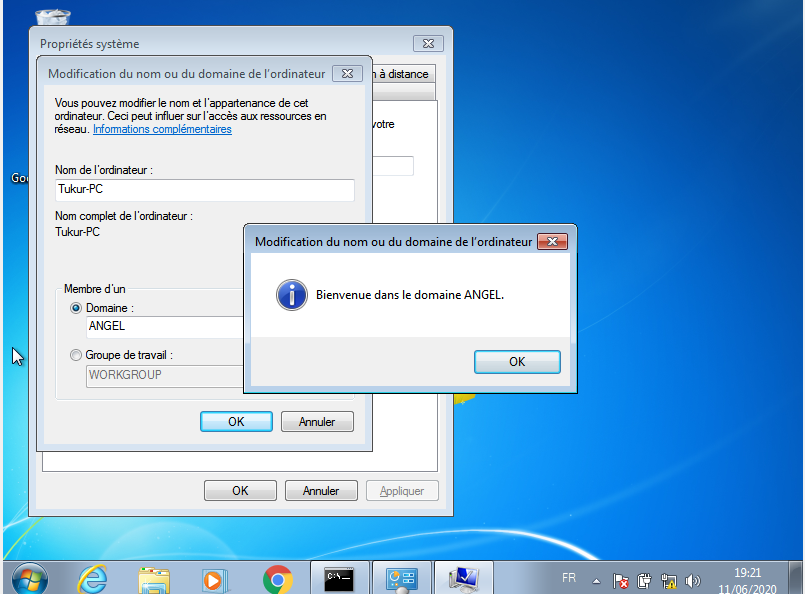 Propriétés système
Modification du nom ou du domaine de l'ordinateur
n à distance
Vous pouvez modifier le nom et l'appartenance de cet
ordinateur. Ceci peut influer sur l'accès aux ressources en
réseau. Informations complémentaires
votre
Nom de l'ordinateur :
Tukur-PC
Nom complet de l'ordinateur :
Tukur-PC
Membre d'un
Domaine :
ANGEL
Groupe de travail :
WORKGROUP
OK
Annuler
Modification du nom ou du domaine de l'ordinateur
Bienvenue dans le domaine ANGEL.
OK
OK
Annuler
Appliquer
Goo
C:\_
FR
19:21
11/06/2020